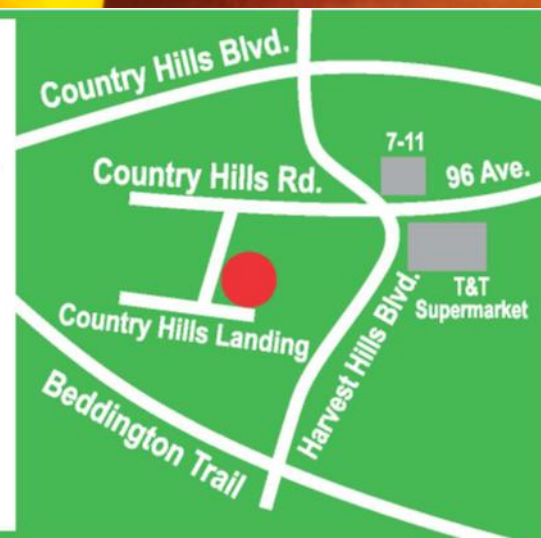 Country Hills Blvd.
7-11
Country Hills Rd.
96 Ave.
T&T
Supermarket
Country Hills Landing
Harvest Hills Blvd.
Beddington Trail